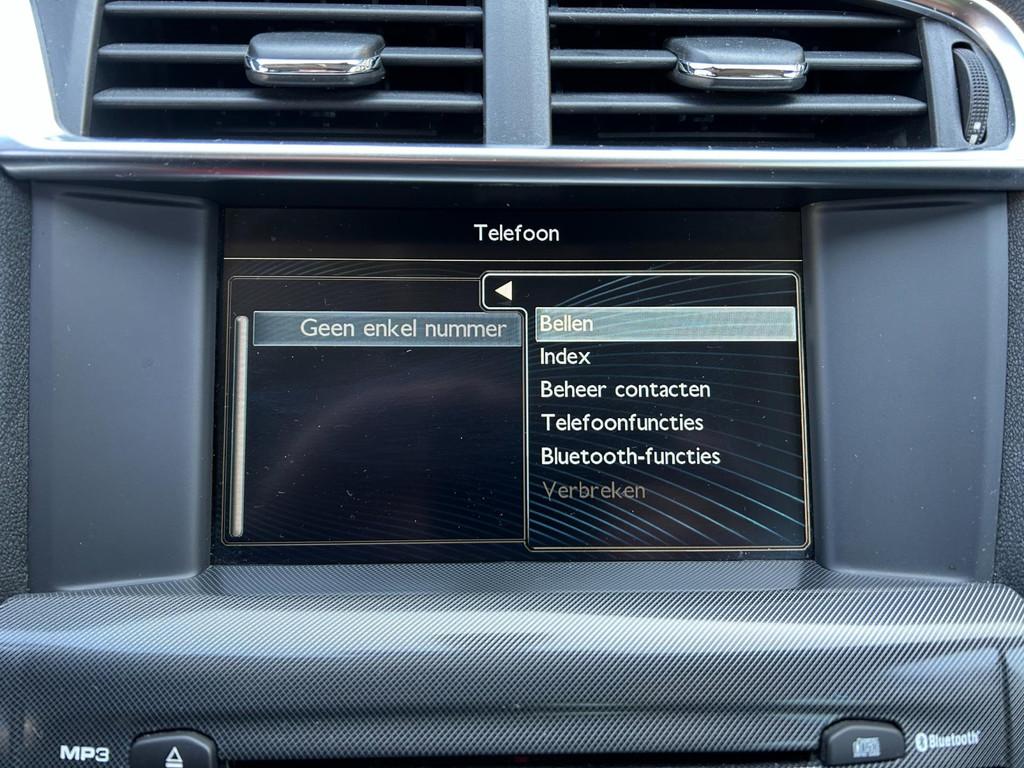 Telefoon
Geen enkel nummer
Bellen
Index
Beheer contacten
Telefoonfuncties
Bluetooth-functies
Verbreken
MP3
Bluetooth